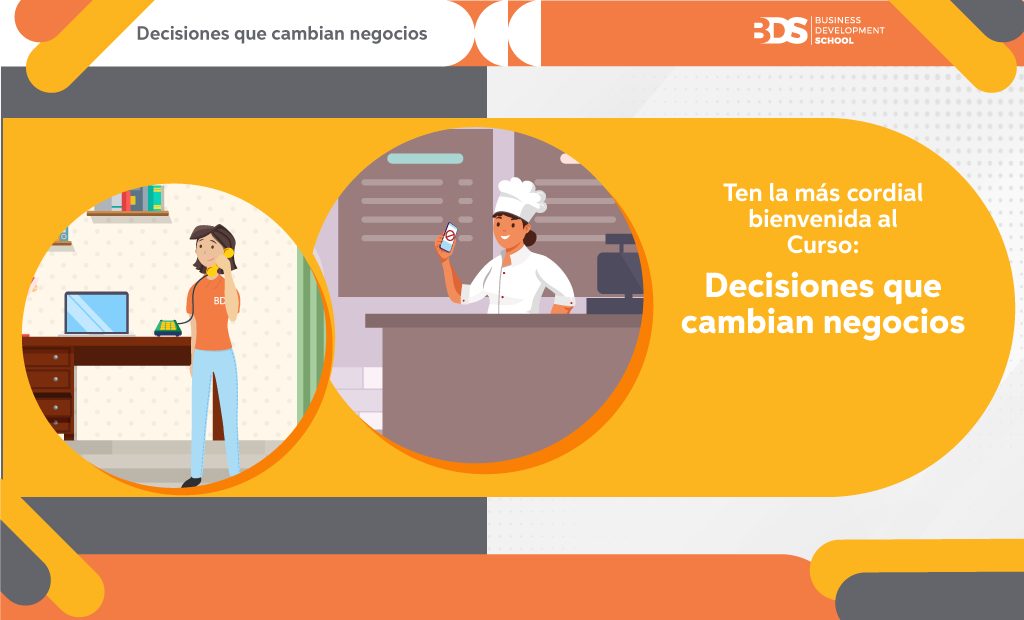 Decisiones que cambian negocios
BDS
BUSINESS
DEVELOPMENT
SCHOOL
Ten la más cordial
bienvenida al
Curso:
Decisiones que
cambian negocios
BD